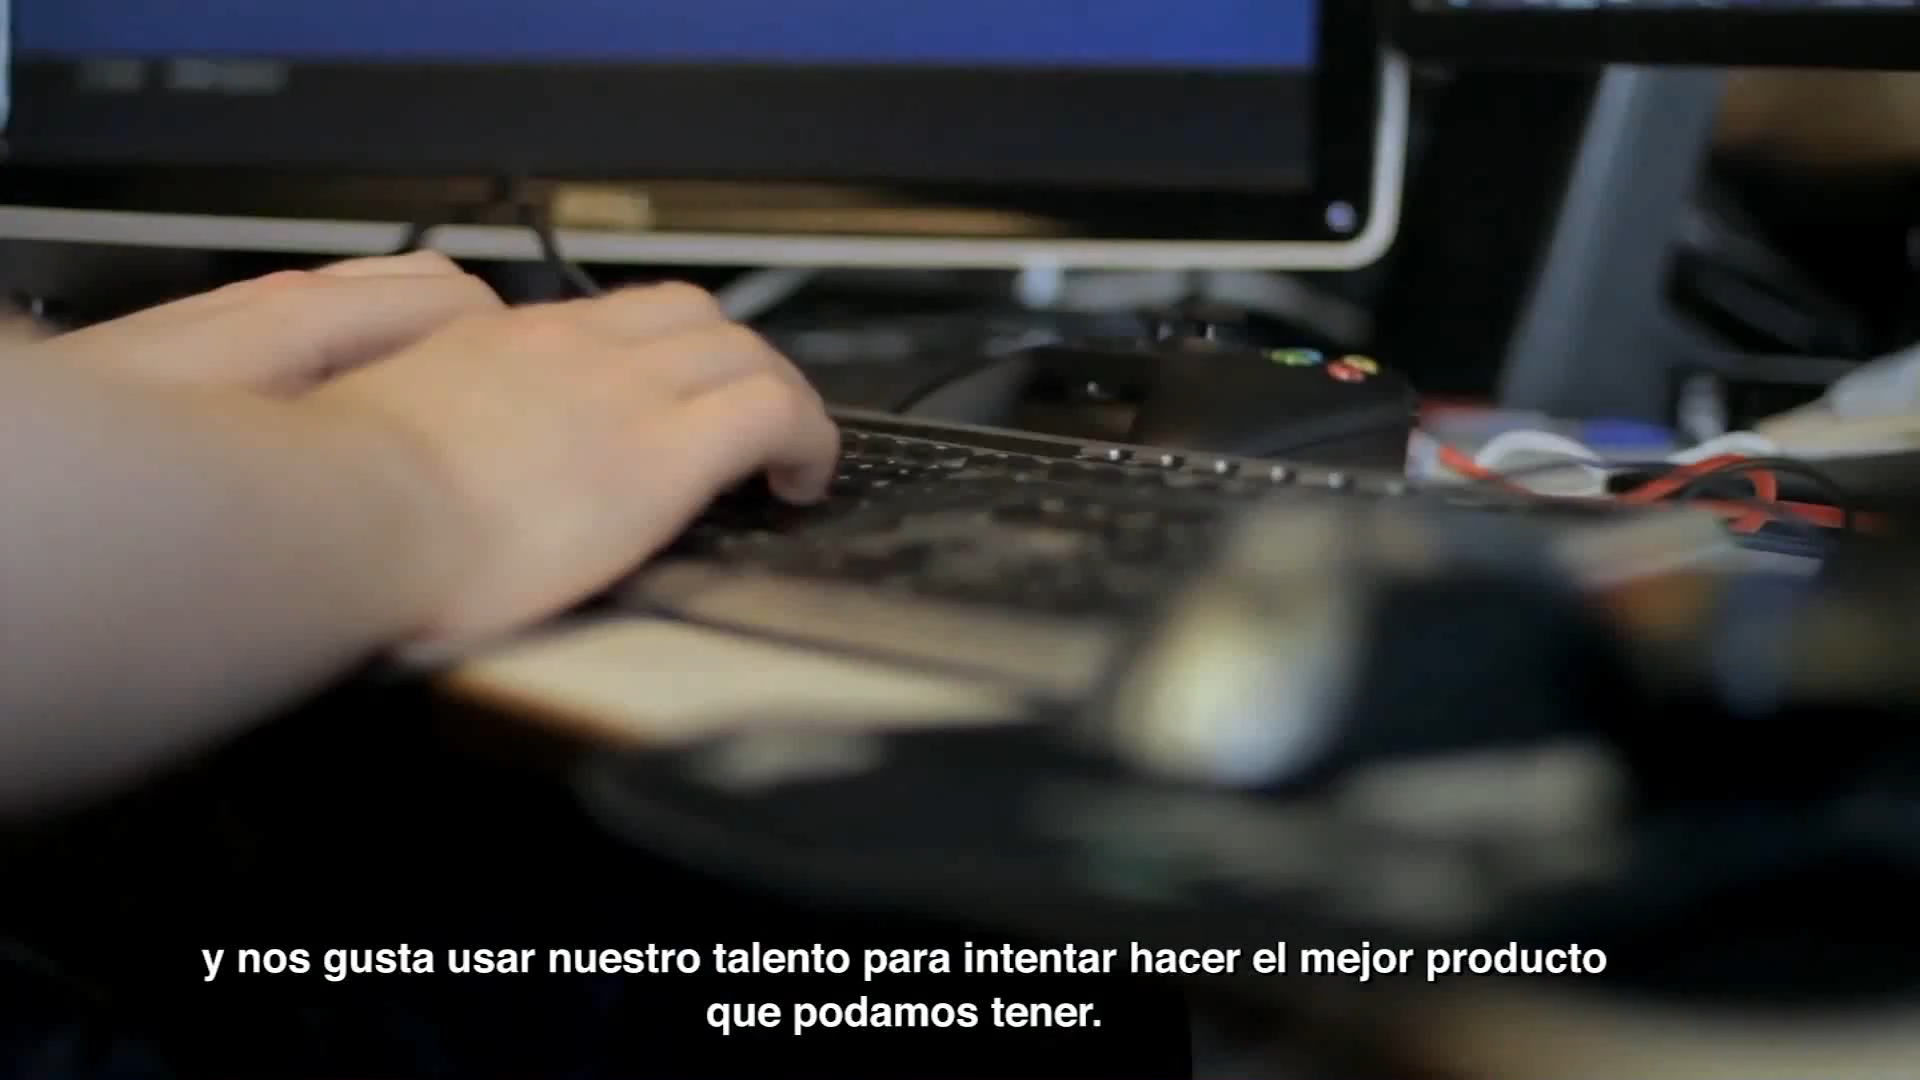 y nos gusta usar nuestro talento para intentar hacer el mejor producto
que podamos tener.